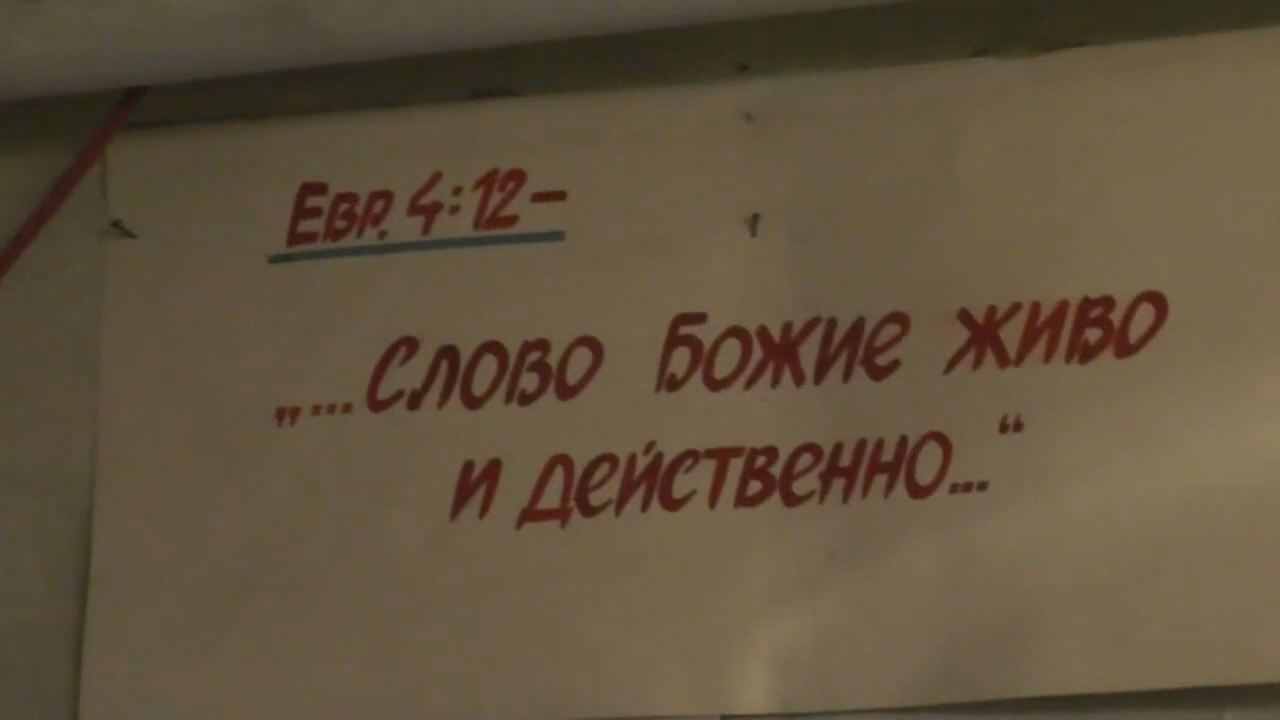 Евр. 4:12-
„...Слово Божие живо
и действенно...“